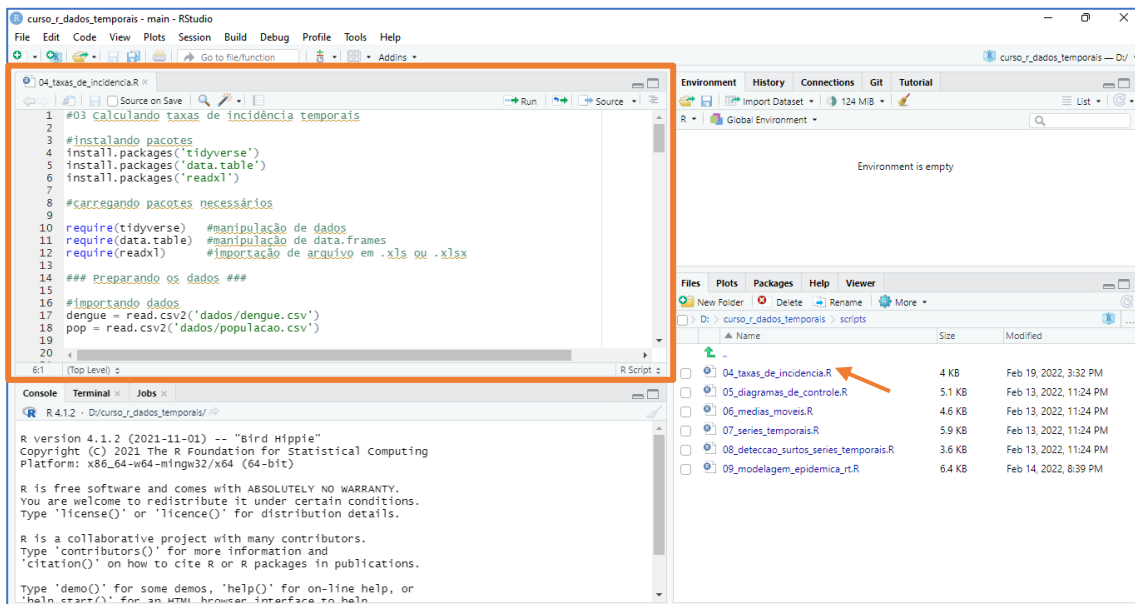 curso_r_dados_temporais - main - RStudio
File Edit Code View Plots Session Build Debug Profile Tools Help
Go to file/function Addins curso_r_dados_temporais — D:/
04_taxas_de_incidencia.R
Source on Save Run Source
1 #03 Calculando taxas de incidência temporais
2
3 #instalando pacotes
4 install.packages('tidyverse')
5 install.packages('data.table')
6 install.packages('readxl')
7
8 #carregando pacotes necessários
9
10 require(tidyverse) #manipulação de dados
11 require(data.table) #manipulação de data.frames
12 require(readxl) #importação de arquivo em .xls ou .xlsx
13
14 ### Preparando os dados ###
15
16 #importando dados
17 dengue = read.csv2('dados/dengue.csv')
18 pop = read.csv2('dados/populacao.csv')
19
20
6:1 (Top Level) R Script
Console Terminal Jobs
R 4.1.2 · D:/curso_r_dados_temporais/
R version 4.1.2 (2021-11-01) -- "Bird Hippie"
Copyright (C) 2021 The R Foundation for Statistical Computing
Platform: x86_64-w64-mingw32/x64 (64-bit)
R is free software and comes with ABSOLUTELY NO WARRANTY.
You are welcome to redistribute it under certain conditions.
Type 'license()' or 'licence()' for distribution details.
R is a collaborative project with many contributors.
Type 'contributors()' for more information and
'citation()' on how to cite R or R packages in publications.
Type 'demo()' for some demos, 'help()' for on-line help, or
'help.start()' for an HTML browser interface to help.
Environment History Connections Git Tutorial
Import Dataset 124 MiB List
R Global Environment
Environment is empty
Files Plots Packages Help Viewer
New Folder Delete Rename More
D: > curso_r_dados_temporais > scripts
Name Size Modified
..
04_taxas_de_incidencia.R 4 KB Feb 19, 2022, 3:32 PM
05_diagramas_de_controle.R 5.1 KB Feb 13, 2022, 11:24 PM
06_medias_moveis.R 4.6 KB Feb 13, 2022, 11:24 PM
07_series_temporais.R 5.9 KB Feb 13, 2022, 11:24 PM
08_deteccao_surtos_series_temporais.R 3.6 KB Feb 13, 2022, 11:24 PM
09_modelagem_epidemica_rt.R 6.4 KB Feb 14, 2022, 8:39 PM